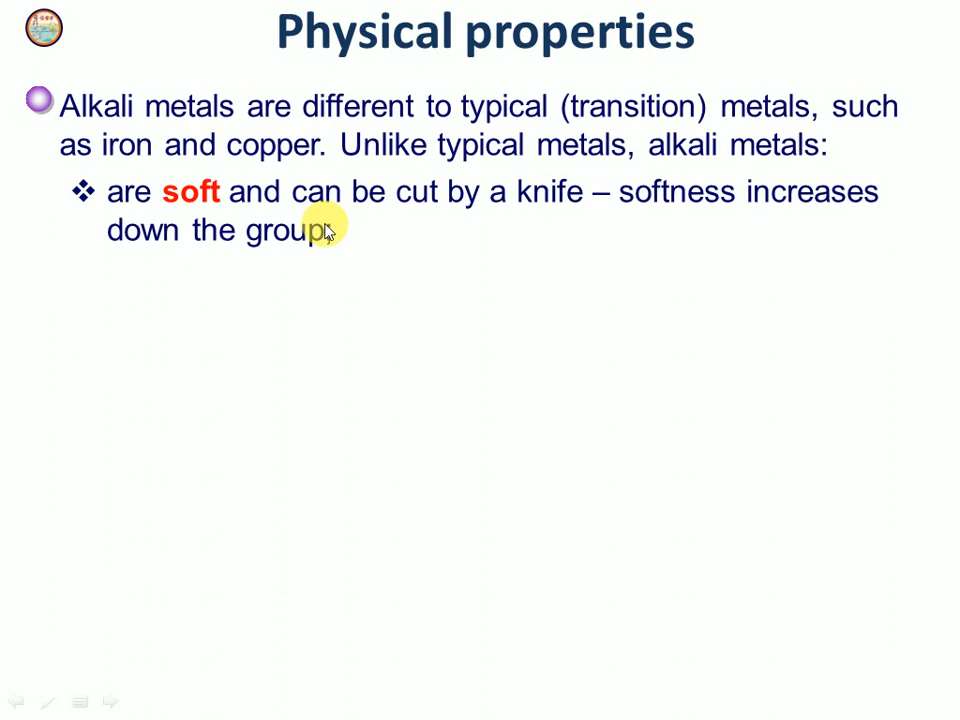 Physical properties
Alkali metals are different to typical (transition) metals, such
as iron and copper. Unlike typical metals, alkali metals:
❖ are soft and can be cut by a knife – softness increases
down the group;